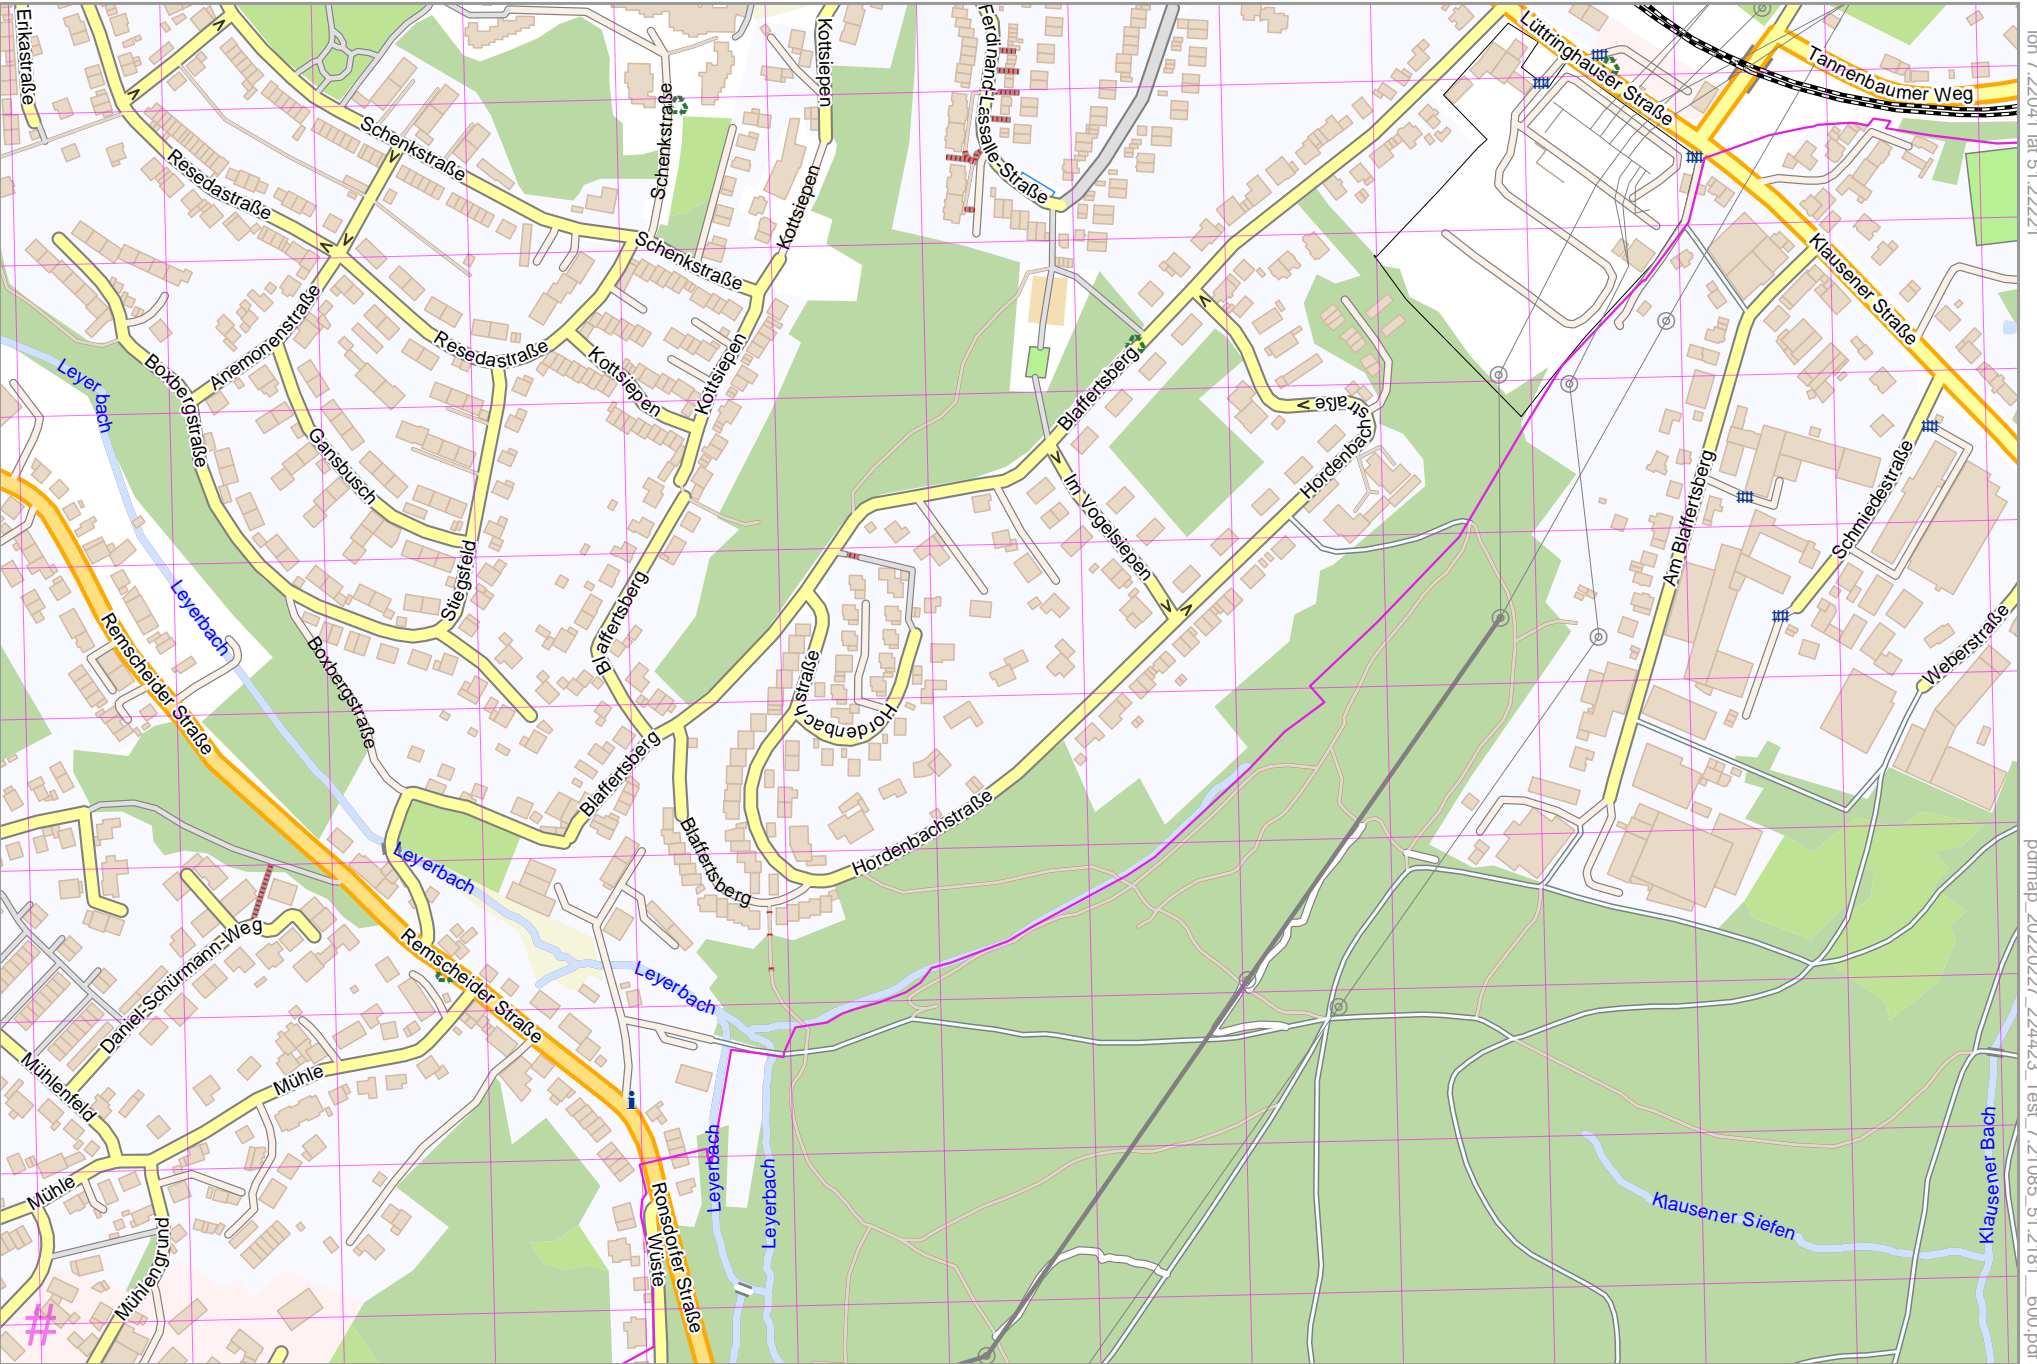 Erikastraße
Kottsiepen
Ferdinand-Lassalle-Straße
Lüttringhauser Straße
Tannenbaumer Weg
Schenkstraße
Schenkstraße
Resedastraße
Kottsiepen
Schenkstraße
Klausener Straße
Anemonenstraße
Resedastraße
Kottsiepen
Kottsiepen
Boxbergstraße
Leyer bach
Blaffertsberg
Hordenbachstraße
Gansbusch
Im Vogelsiepen
Am Blaffertsberg
Schmiedestraße
Stiegsfeld
Blaffertsberg
Leyerbach
Remscheider Straße
Boxbergstraße
Hordenbachstraße
Weberstraße
Blaffertsberg
Hordenbachstraße
Blaffertsberg
Leyerbach
Daniel-Schürmann-Weg
Remscheider Straße
Leyerbach
Mühlenfeld
Mühle
i
Leyerbach
Leyerbach
Klausener Bach
Mühle
Klausener Siefen
Mühlengrund
Wüste
Ronsdorfer Straße
#